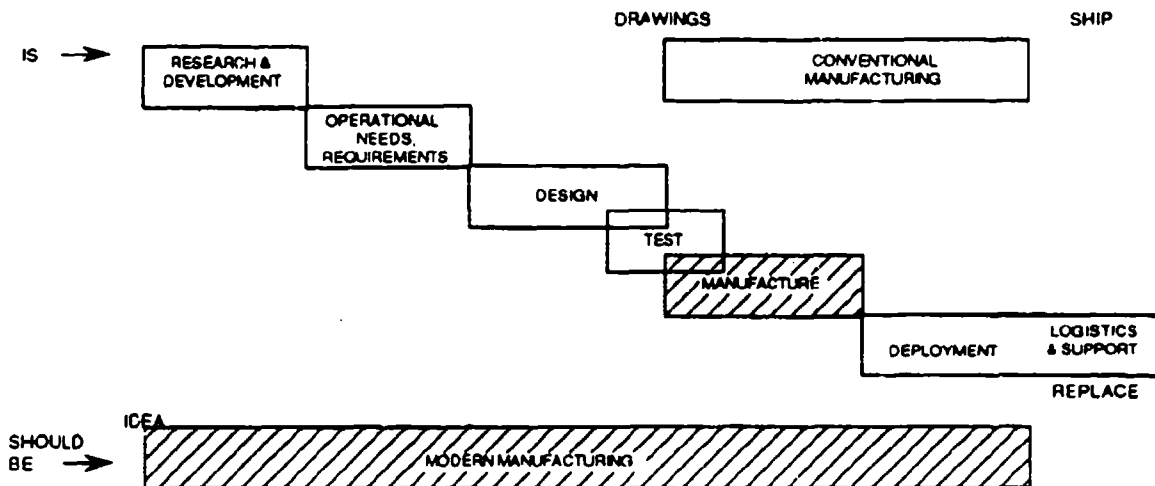 DRAWINGS
SHIP
IS
RESEARCH &
DEVELOPMENT
CONVENTIONAL
MANUFACTURING
OPERATIONAL
NEEDS,
REQUIREMENTS
DESIGN
TEST
MANUFACTURE
DEPLOYMENT
LOGISTICS
& SUPPORT
REPLACE
IDEA
SHOULD
BE
MODERN MANUFACTURING